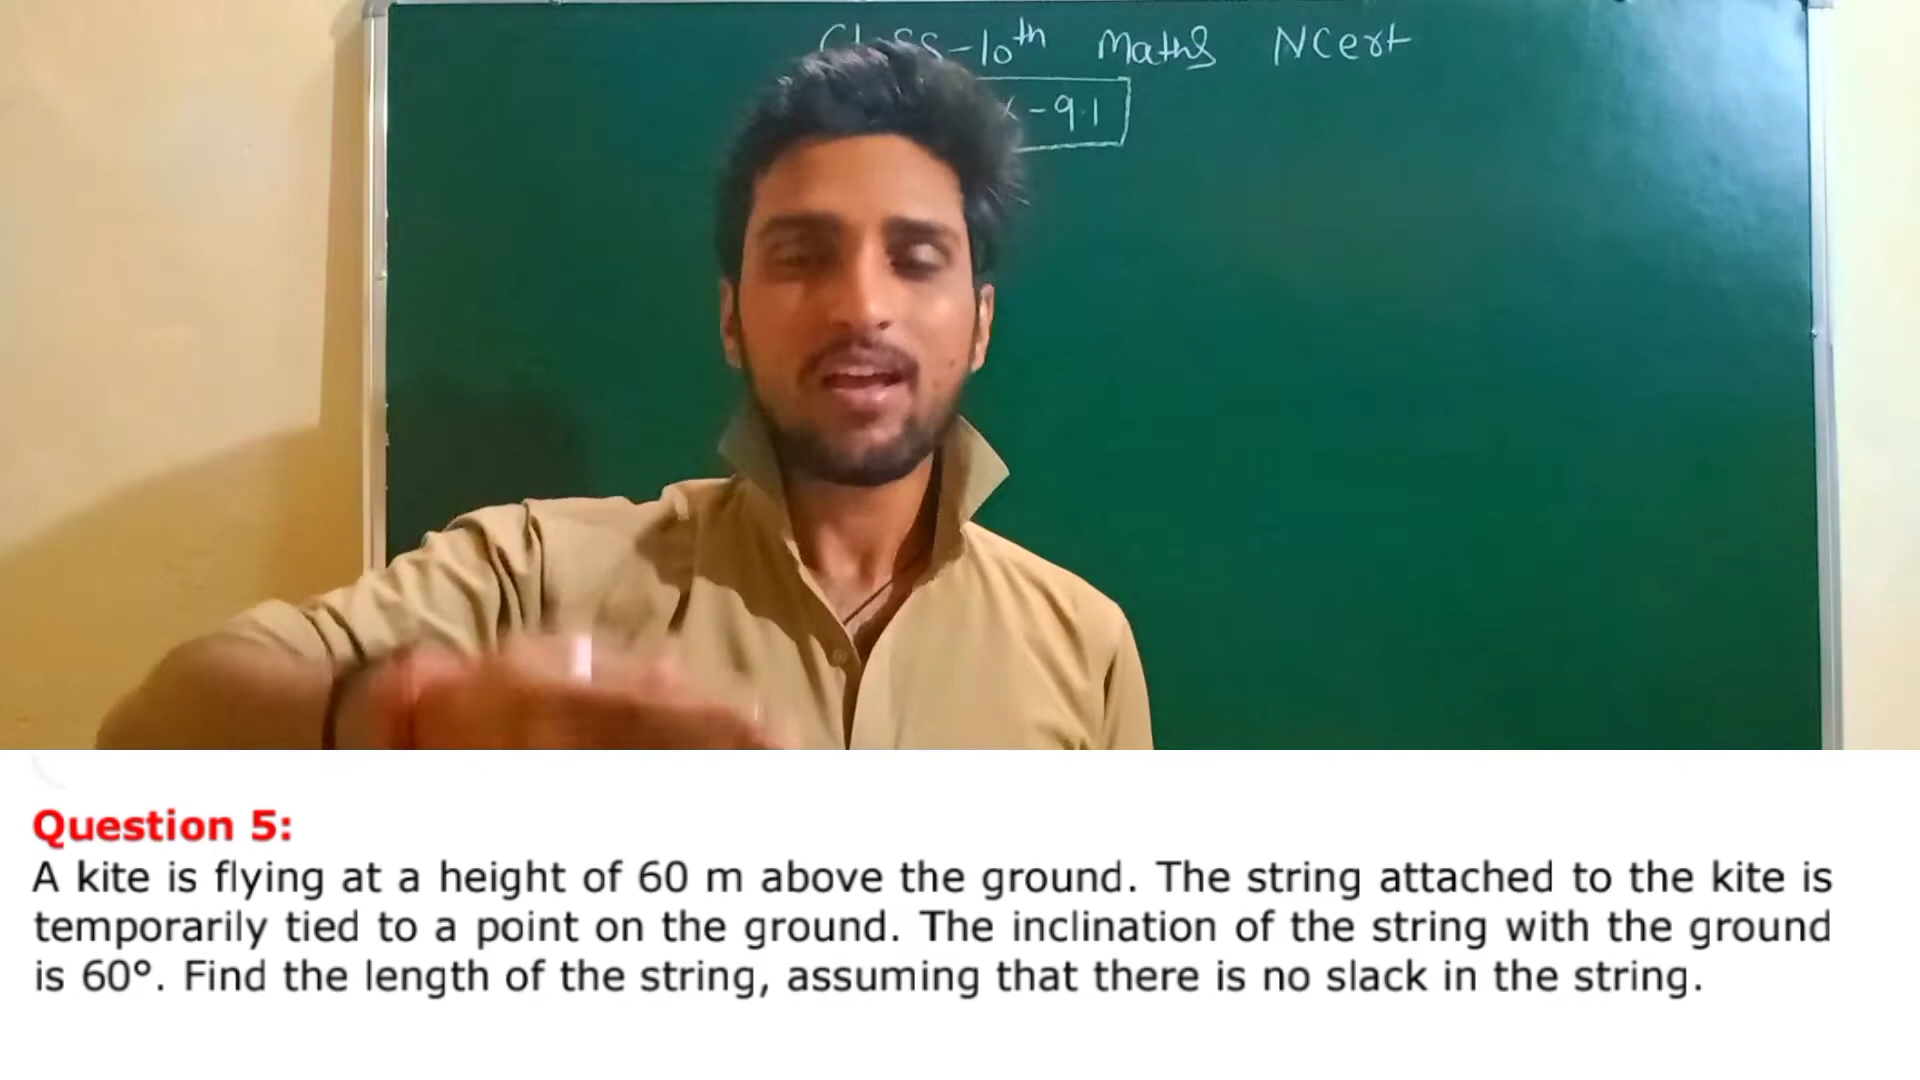 Class-10th Maths NCert
x-9.1
Question 5:
A kite is flying at a height of 60 m above the ground. The string attached to the kite is
temporarily tied to a point on the ground. The inclination of the string with the ground
is 60°. Find the length of the string, assuming that there is no slack in the string.